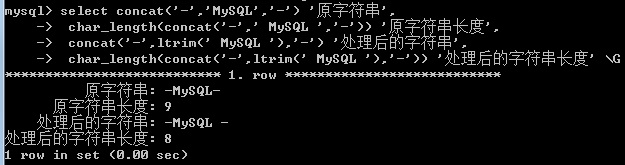 mysql> select concat('-','MySQL','-') '原字符串',
    -> char_length(concat('-',' MySQL ','-')) '原字符串长度',
    -> concat('-',ltrim(' MySQL '),'-') '处理后的字符串',
    -> char_length(concat('-',ltrim(' MySQL '),'-')) '处理后的字符串长度' \G
*************************** 1. row ***************************
原字符串: -MySQL-
原字符串长度: 9
处理后的字符串: -MySQL -
处理后的字符串长度: 8
1 row in set (0.00 sec)